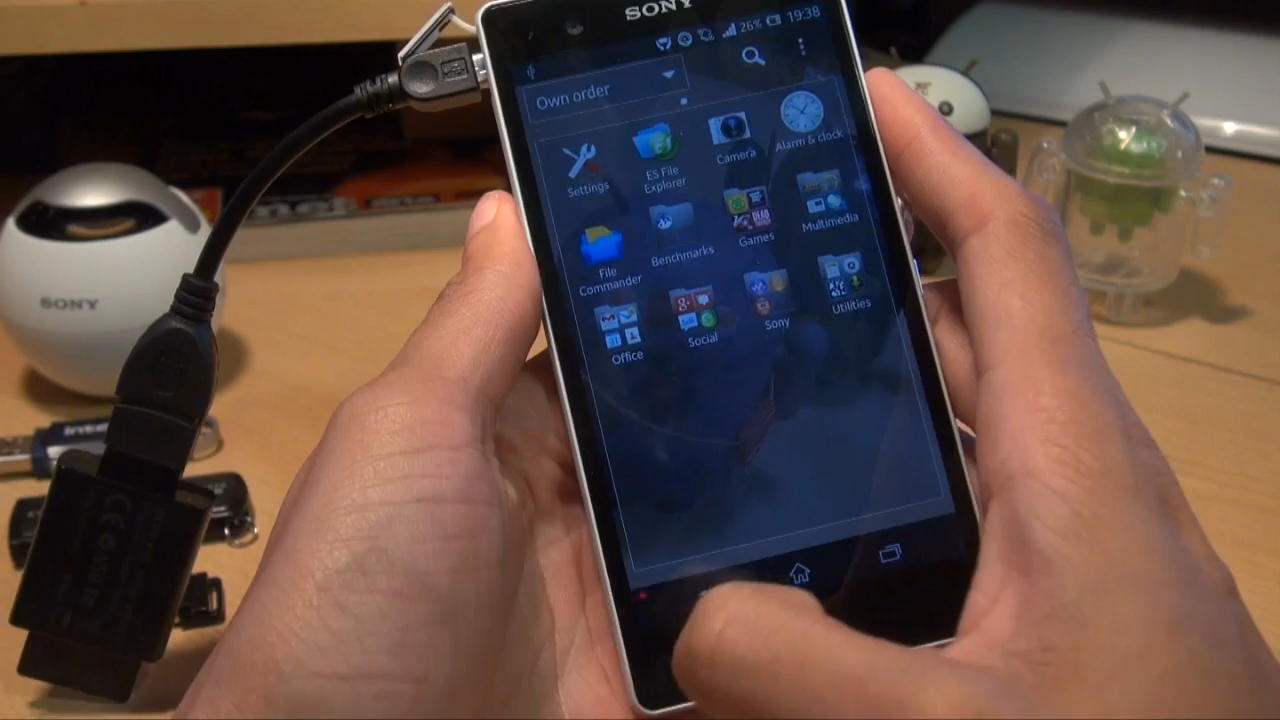 SONY
26% 19:38
Own order
Settings
ES File
Explorer
Camera
Alarm & clock
File
Commander
Benchmarks
Games
Multimedia
Office
Social
Sony
Utilities
SONY
CE